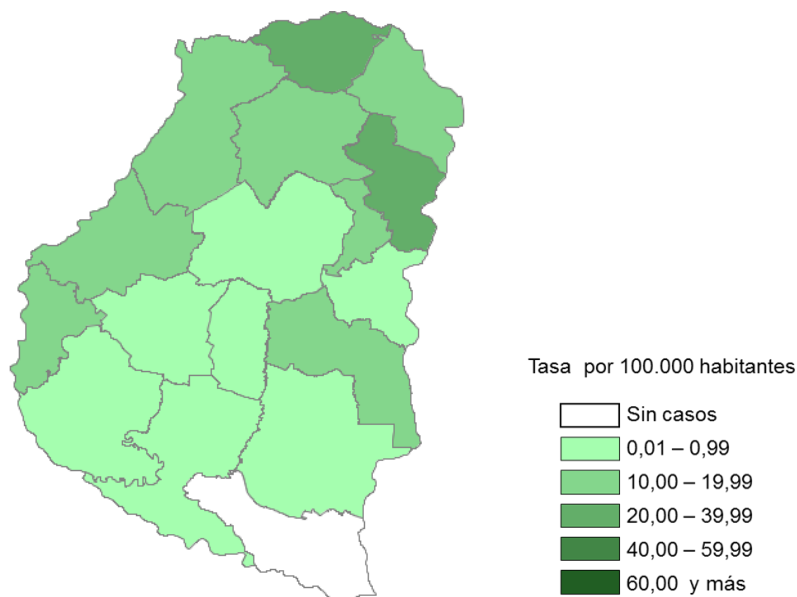 Tasa por 100.000 habitantes
Sin casos
0,01 – 0,99
10,00 – 19,99
20,00 – 39,99
40,00 – 59,99
60,00 y más